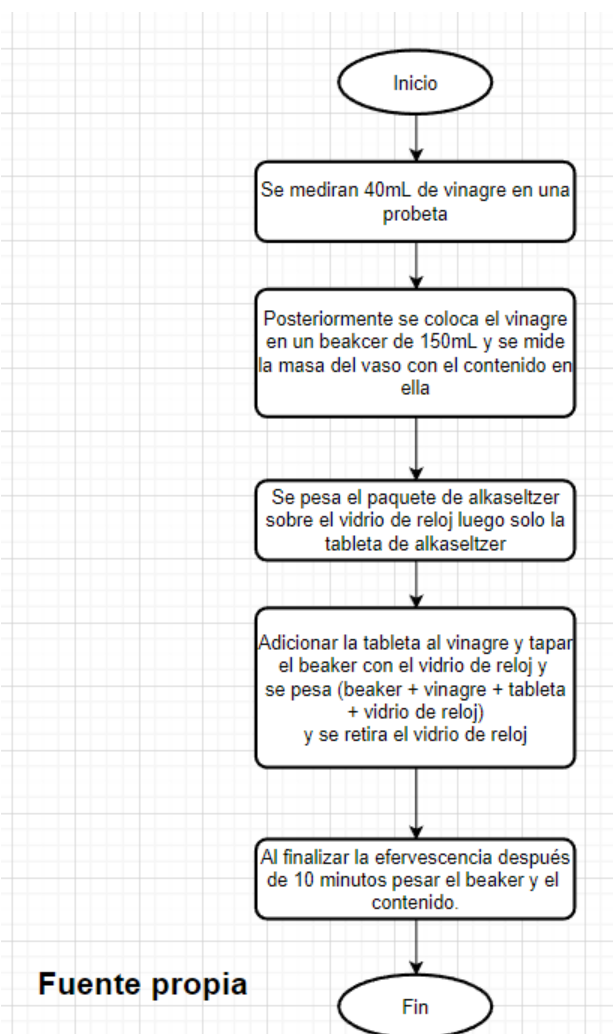 Inicio
Se mediran 40mL de vinagre en una
probeta
Posteriormente se coloca el vinagre
en un beakcer de 150mL y se mide
la masa del vaso con el contenido en
ella
Se pesa el paquete de alkaseltzer
sobre el vidrio de reloj luego solo la
tableta de alkaseltzer
Adicionar la tableta al vinagre y tapar
el beaker con el vidrio de reloj y
se pesa (beaker + vinagre + tableta
+ vidrio de reloj)
y se retira el vidrio de reloj
Al finalizar la efervescencia después
de 10 minutos pesar el beaker y el
contenido.
Fuente propia
Fin